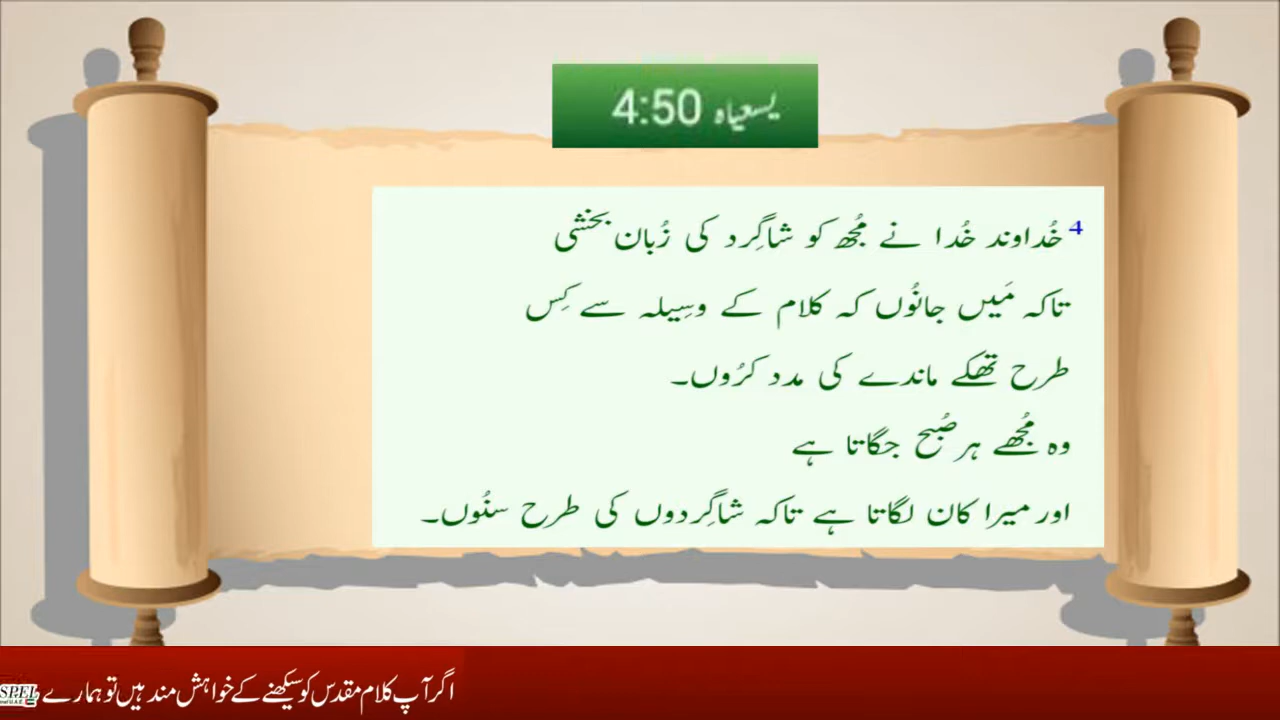 یسعیاہ 4:50
4 خُداوند خُدا نے مُجھ کو شاگِرد کی زُبان بخشی
تاکہ مَیں جانُوں کہ کلام کے وسِیلہ سے کِس
طرح تھکے ماندے کی مدد کرُوں۔
وہ مُجھے ہر صُبح جگاتا ہے
اور میرا کان لگاتا ہے تاکہ شاگِردوں کی طرح سنُوں۔
اگر آپ کلام مقدس کو سیکھنے کے خواہش مند ہیں تو ہمارے
SPEL